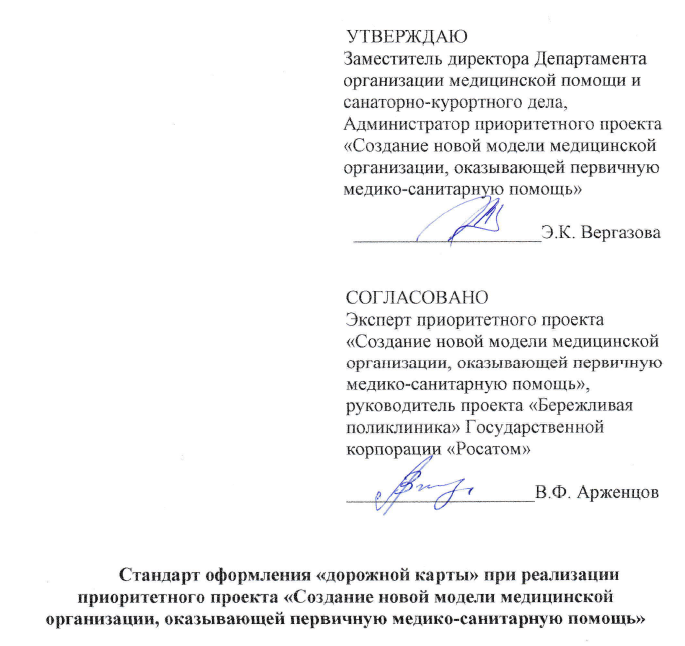 УТВЕРЖДАЮ
Заместитель директора Департамента
организации медицинской помощи и
санаторно-курортного дела,
Администратор приоритетного проекта
«Создание новой модели медицинской
организации, оказывающей первичную
медико-санитарную помощь»
Э.К. Вергазова
СОГЛАСОВАНО
Эксперт приоритетного проекта
«Создание новой модели медицинской
организации, оказывающей первичную
медико-санитарную помощь»,
руководитель проекта «Бережливая
поликлиника» Государственной
корпорации «Росатом»
В.Ф. Арженцов
Стандарт оформления «дорожной карты» при реализации
приоритетного проекта «Создание новой модели медицинской
организации, оказывающей первичную медико-санитарную помощь»